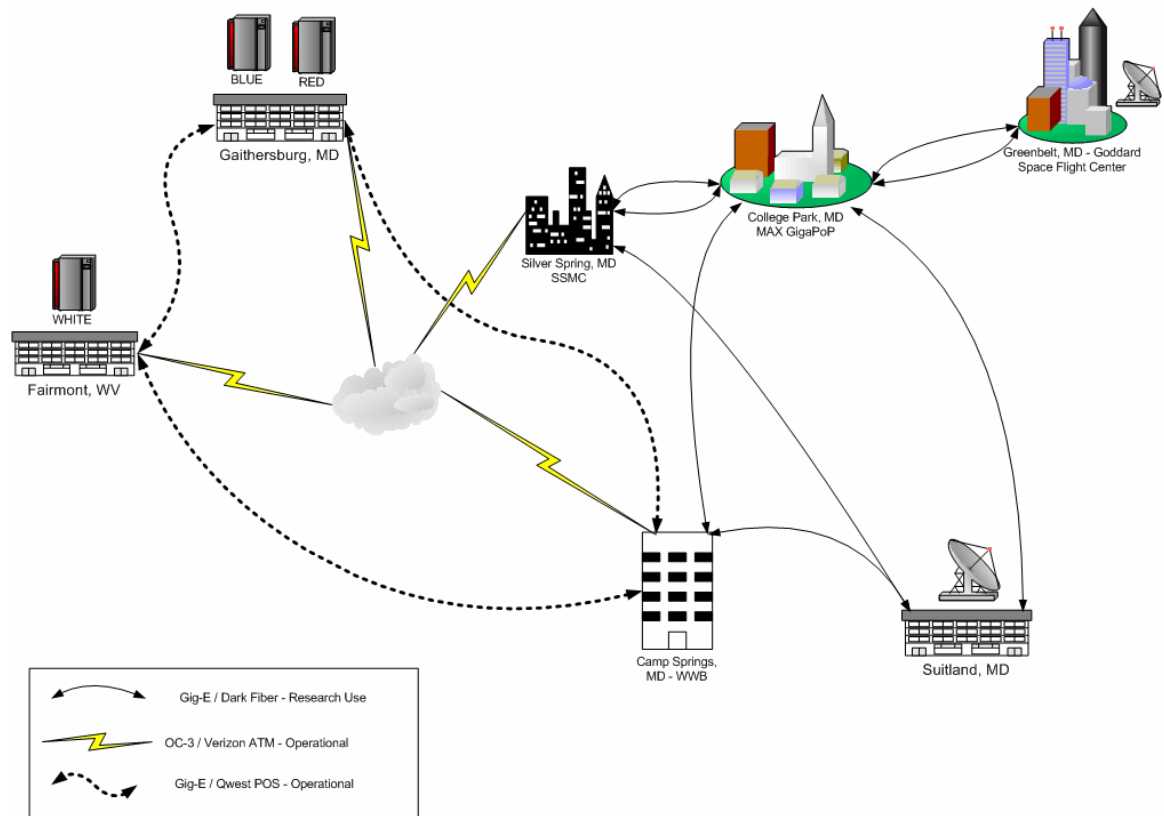 BLUE
RED
Gaithersburg, MD
Greenbelt, MD - Goddard
Space Flight Center
College Park, MD
MAX GigaPoP
Silver Spring, MD
SSMC
WHITE
Fairmont, WV
Camp Springs,
MD - WWB
Suitland, MD
Gig-E / Dark Fiber - Research Use
OC-3 / Verizon ATM - Operational
Gig-E / Qwest POS - Operational